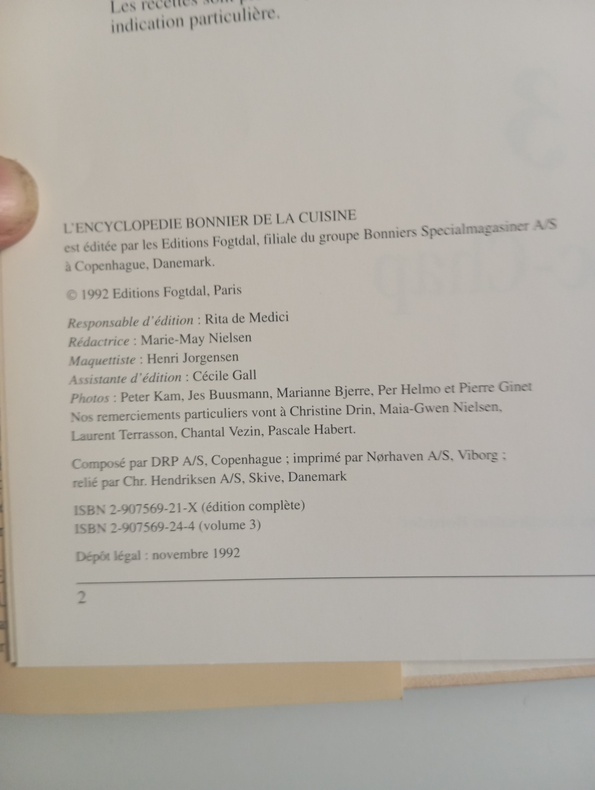 Les recettes sont
indication particulière.
L'ENCYCLOPEDIE BONNIER DE LA CUISINE
est éditée par les Editions Fogtdal, filiale du groupe Bonniers Specialmagasiner A/S
à Copenhague, Danemark.
© 1992 Editions Fogtdal, Paris
Responsable d'édition : Rita de Medici
Rédactrice : Marie-May Nielsen
Maquettiste : Henri Jorgensen
Assistante d'édition : Cécile Gall
Photos : Peter Kam, Jes Buusmann, Marianne Bjerre, Per Helmo et Pierre Ginet
Nos remerciements particuliers vont à Christine Drin, Maia-Gwen Nielsen,
Laurent Terrasson, Chantal Vezin, Pascale Habert.
Composé par DRP A/S, Copenhague ; imprimé par Nørhaven A/S, Viborg ;
relié par Chr. Hendriksen A/S, Skive, Danemark
ISBN 2-907569-21-X (édition complète)
ISBN 2-907569-24-4 (volume 3)
Dépôt légal : novembre 1992
2